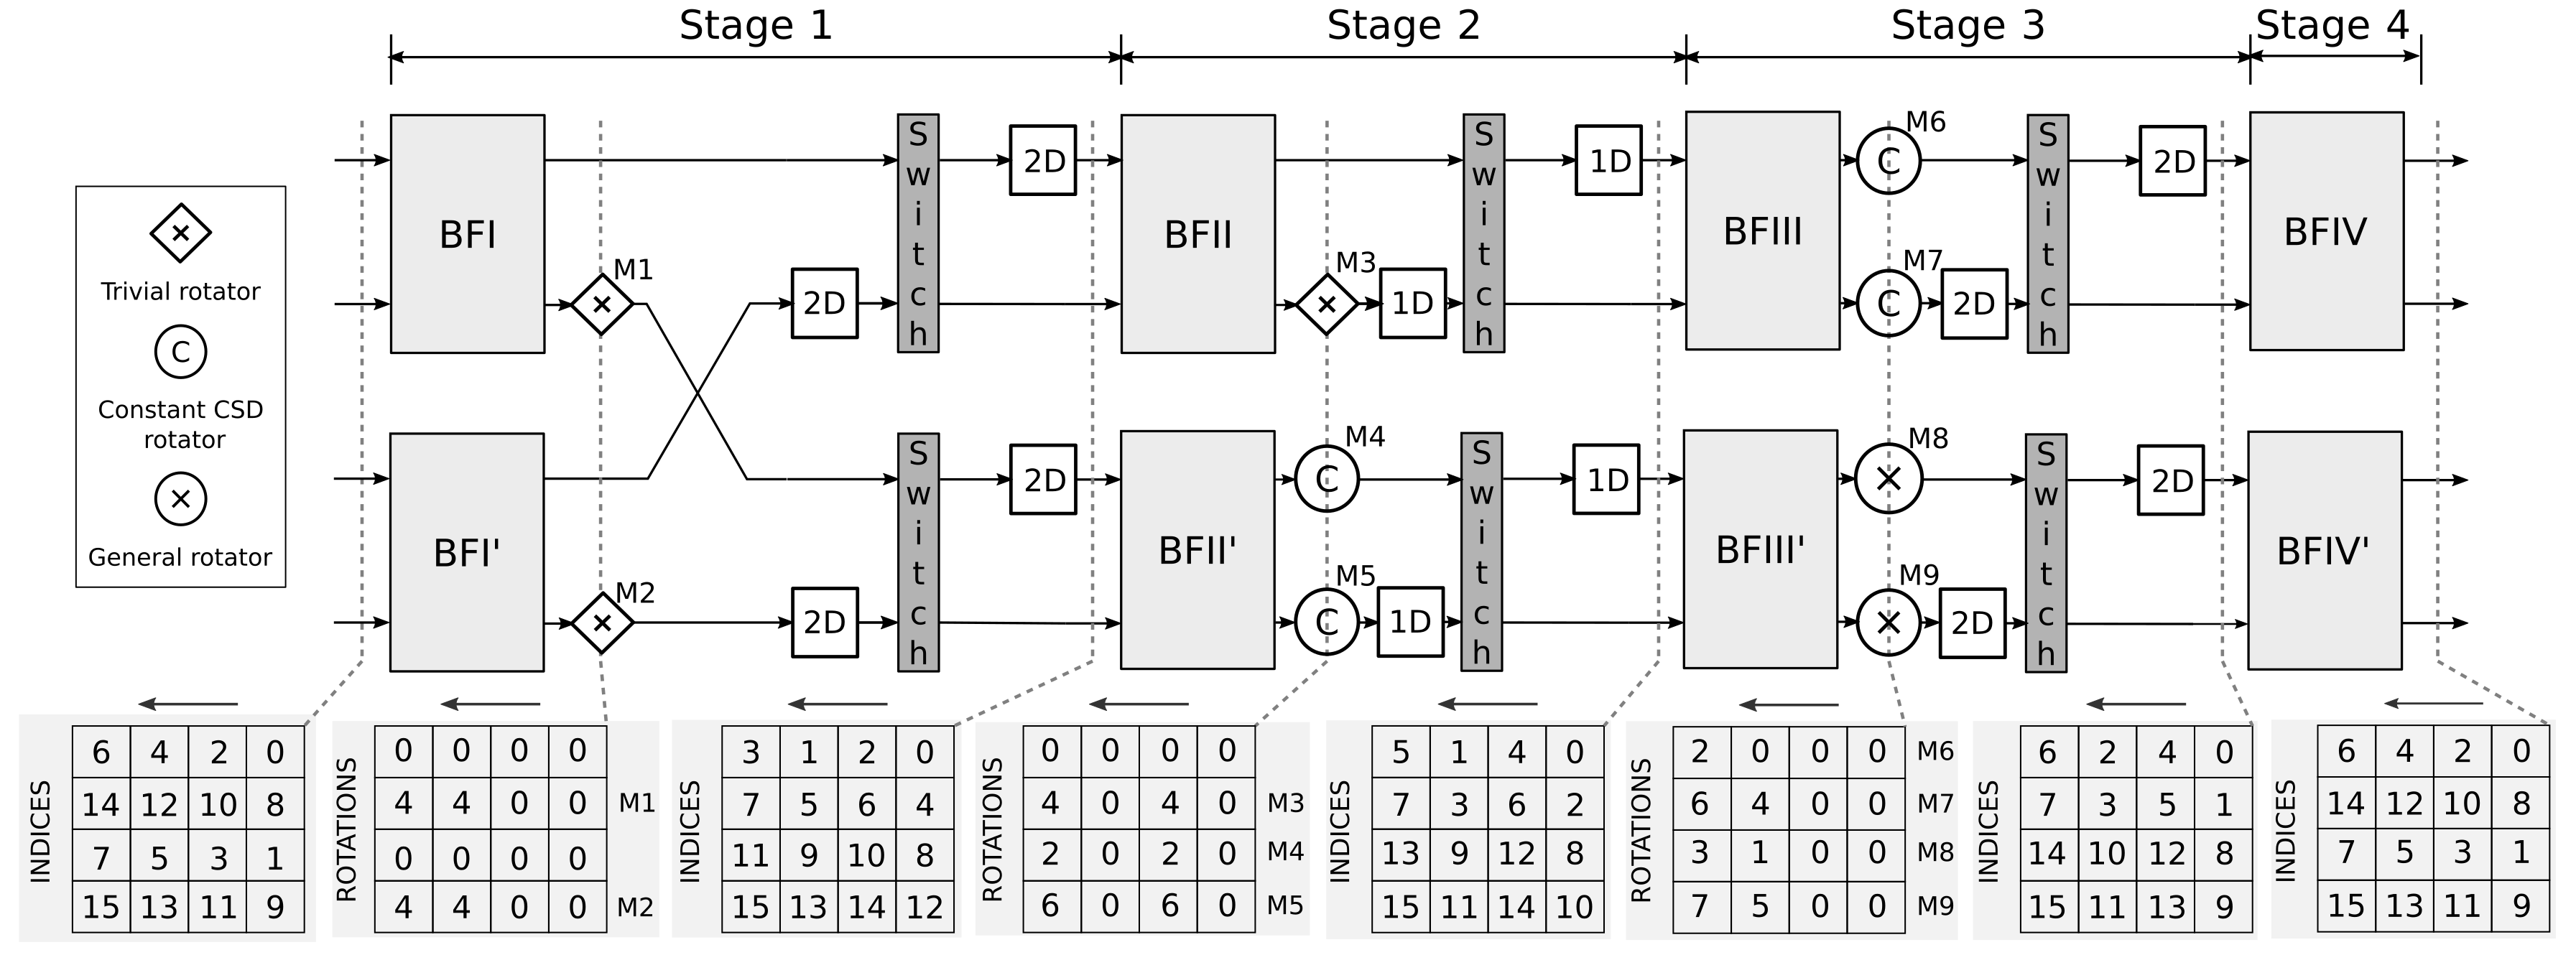 Stage 1 Stage 2 Stage 3 Stage 4
×
Trivial rotator
C
Constant CSD
rotator
×
General rotator
BFI
M1
×
2D
Switch
2D
BFII
M3
×
1D
Switch
1D
BFIII
M6
C
M7
C
2D
Switch
2D
BFIV
BFI'
M2
×
2D
Switch
2D
BFII'
M4
C
M5
C
1D
Switch
1D
BFIII'
M8
×
M9
×
2D
Switch
2D
BFIV'
INDICES
6 4 2 0
14 12 10 8
7 5 3 1
15 13 11 9
ROTATIONS
0 0 0 0
4 4 0 0 M1
0 0 0 0
4 4 0 0 M2
INDICES
3 1 2 0
7 5 6 4
11 9 10 8
15 13 14 12
ROTATIONS
0 0 0 0
4 0 4 0 M3
2 0 2 0 M4
6 0 6 0 M5
INDICES
5 1 4 0
7 3 6 2
13 9 12 8
15 11 14 10
ROTATIONS
2 0 0 0 M6
6 4 0 0 M7
3 1 0 0 M8
7 5 0 0 M9
INDICES
6 2 4 0
7 3 5 1
14 10 12 8
15 11 13 9
INDICES
6 4 2 0
14 12 10 8
7 5 3 1
15 13 11 9